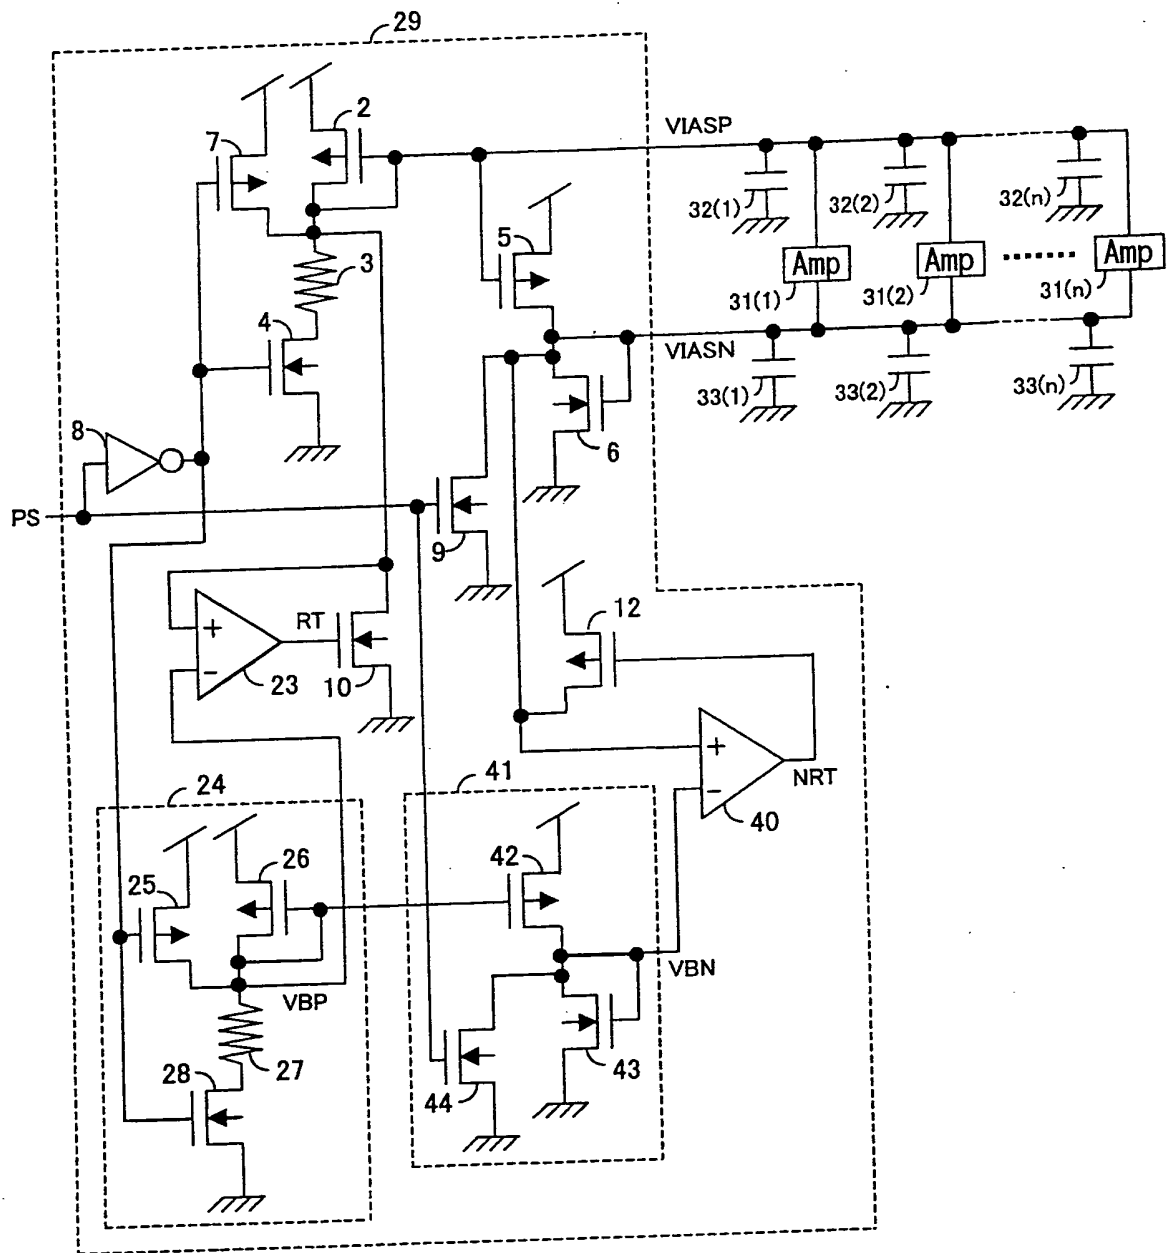 29
2
7
VIASP
32(1)
32(2)
32(n)
5
3
Amp
Amp
Amp
31(1)
31(2)
31(n)
4
VIASN
33(1)
33(2)
33(n)
8
6
PS
9
12
RT
+
-
23
10
+
-
NRT
40
24
41
26
42
25
VBP
VBN
27
28
43
44